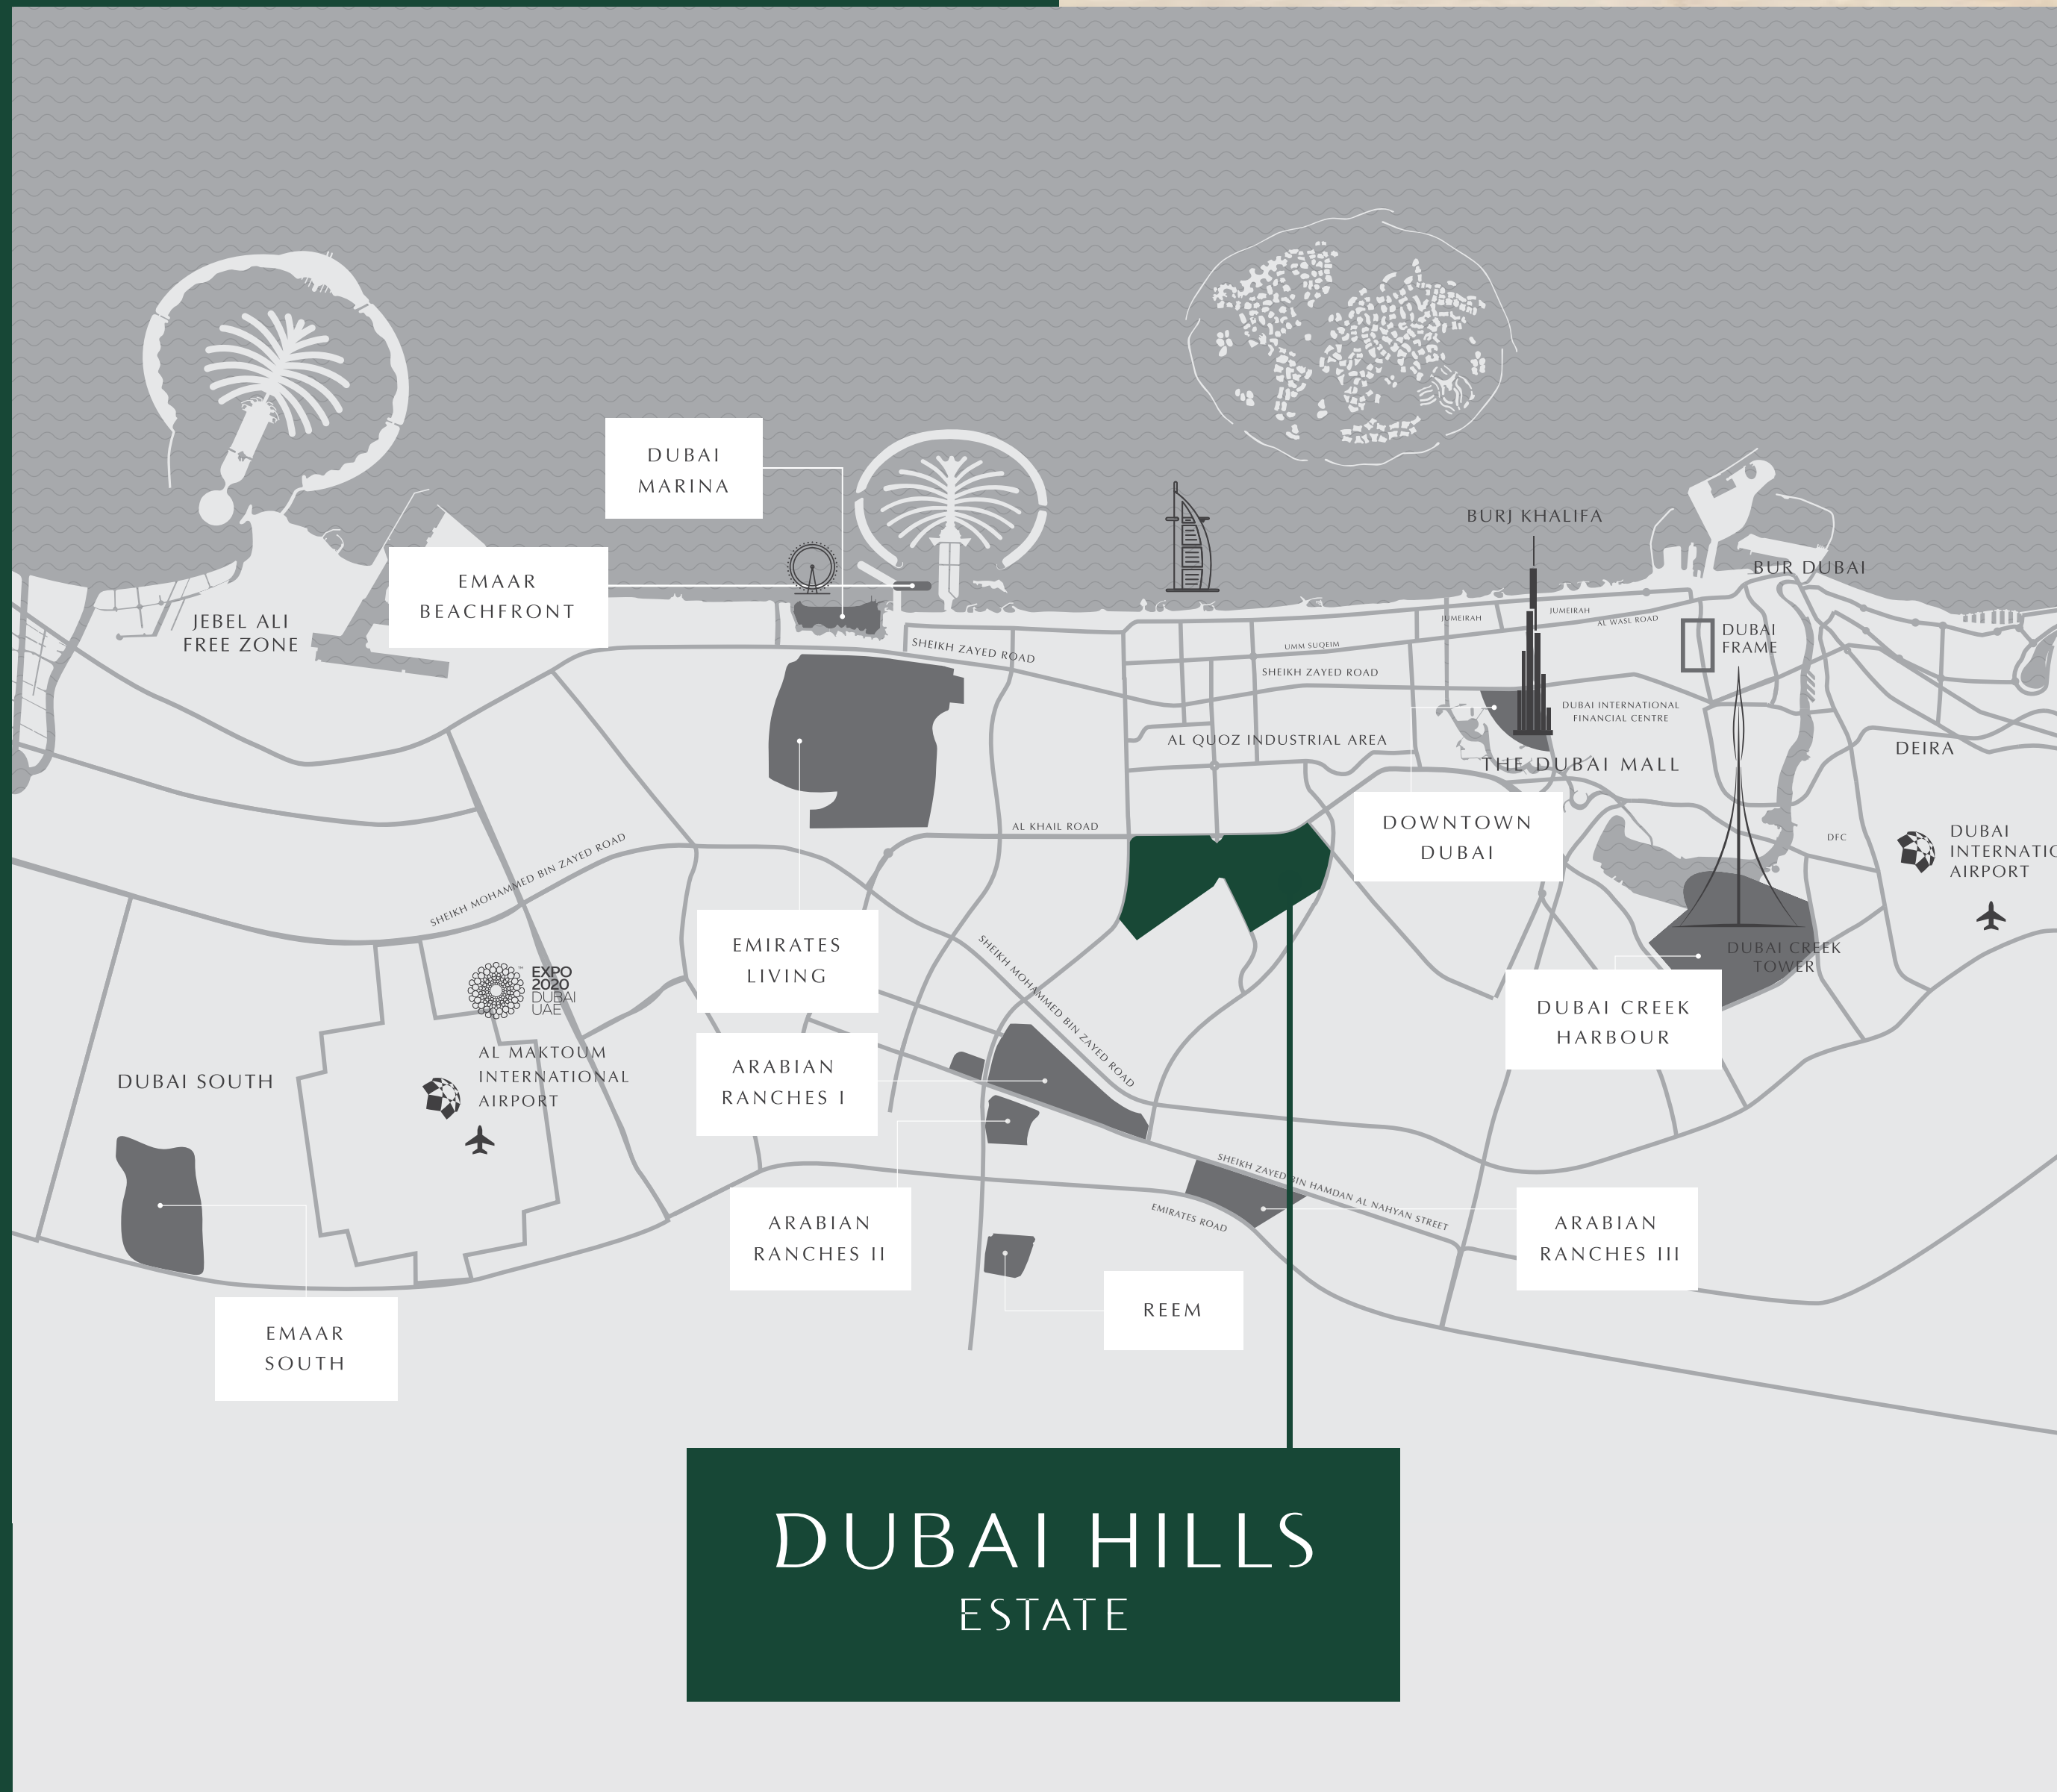 DUBAI
MARINA
BURJ KHALIFA
BUR DUBAI
EMAAR
BEACHFRONT
JEBEL ALI
FREE ZONE
JUMEIRAH
JUMEIRAH
AL WASL ROAD
DUBAI
FRAME
SHEIKH ZAYED ROAD
UMM SUQEIM
SHEIKH ZAYED ROAD
DUBAI INTERNATIONAL
FINANCIAL CENTRE
AL QUOZ INDUSTRIAL AREA
THE DUBAI MALL
DEIRA
AL KHAIL ROAD
DOWNTOWN
DUBAI
DFC
DUBAI
AIRPORT
SHEIKH MOHAMMED BIN ZAYED ROAD
EMIRATES
LIVING
DUBAI CREEK
TOWER
SHEIKH MOHAMMED BIN ZAYED ROAD
EXPO
2020
DUBAI
UAE
DUBAI CREEK
HARBOUR
AL MAKTOUM
INTERNATIONAL
AIRPORT
DUBAI SOUTH
ARABIAN
RANCHES I
SHEIKH ZAYED BIN HAMDAN AL NAHYAN STREET
EMIRATES ROAD
ARABIAN
RANCHES II
ARABIAN
RANCHES III
REEM
EMAAR
SOUTH
DUBAI HILLS
ESTATE